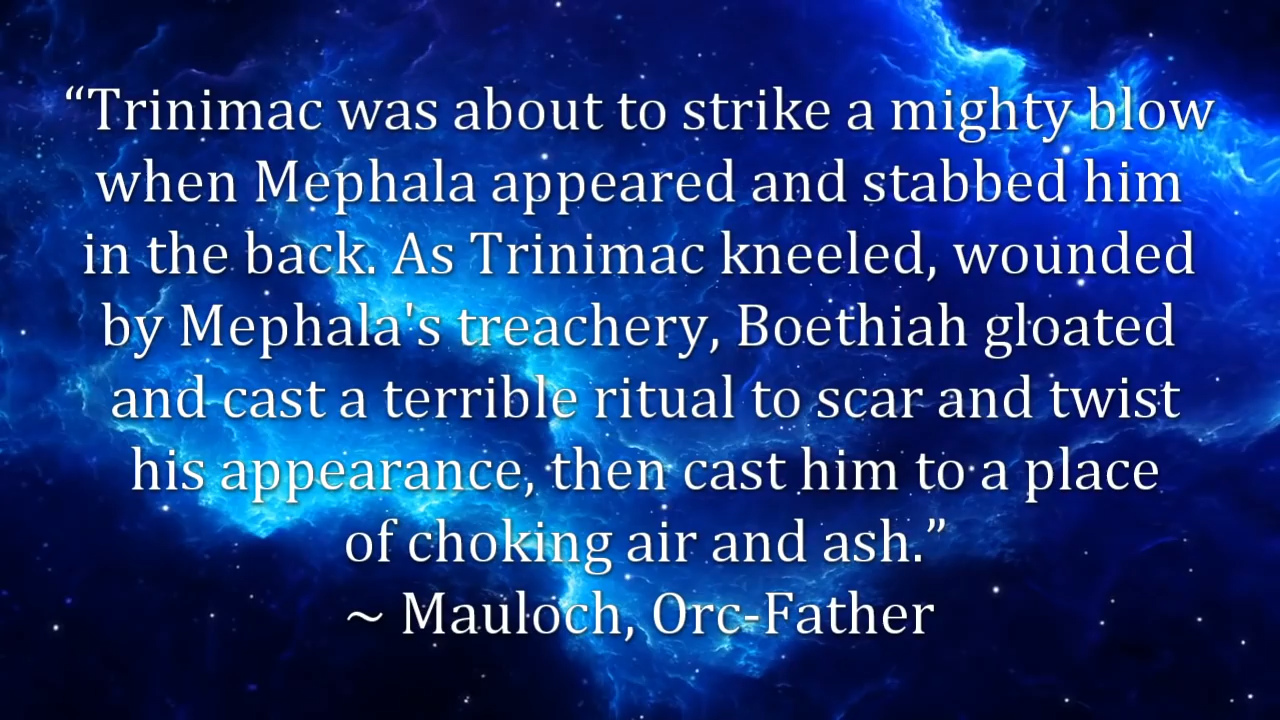 “Trinimac was about to strike a mighty blow
when Mephala appeared and stabbed him
in the back. As Trinimac kneeled, wounded
by Mephala's treachery, Boethiah gloated
and cast a terrible ritual to scar and twist
his appearance, then cast him to a place
of choking air and ash.”
~ Mauloch, Orc-Father